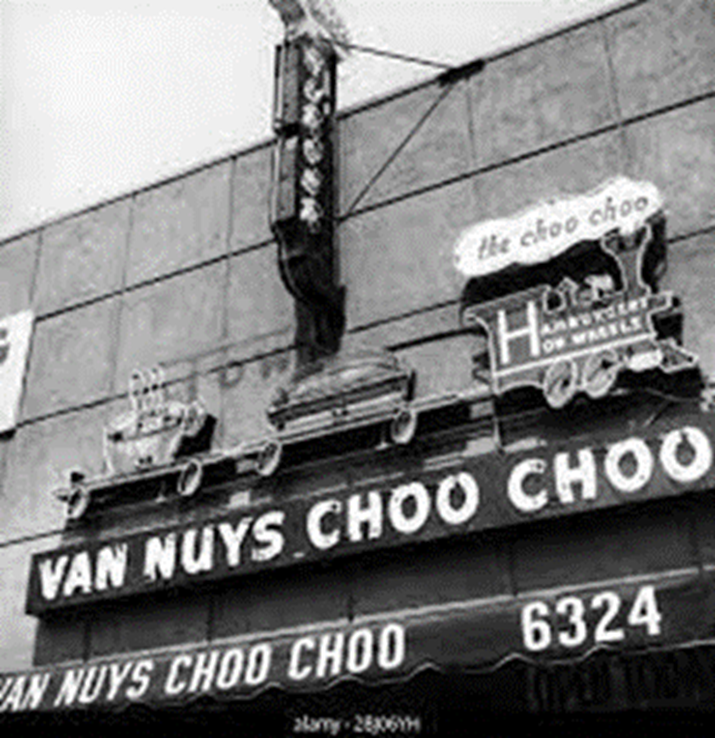 the choo choo
HAMBURGERS
ON WHEELS
VAN NUYS CHOO CHOO
VAN NUYS CHOO CHOO 6324
alamy - 2BJ06YH